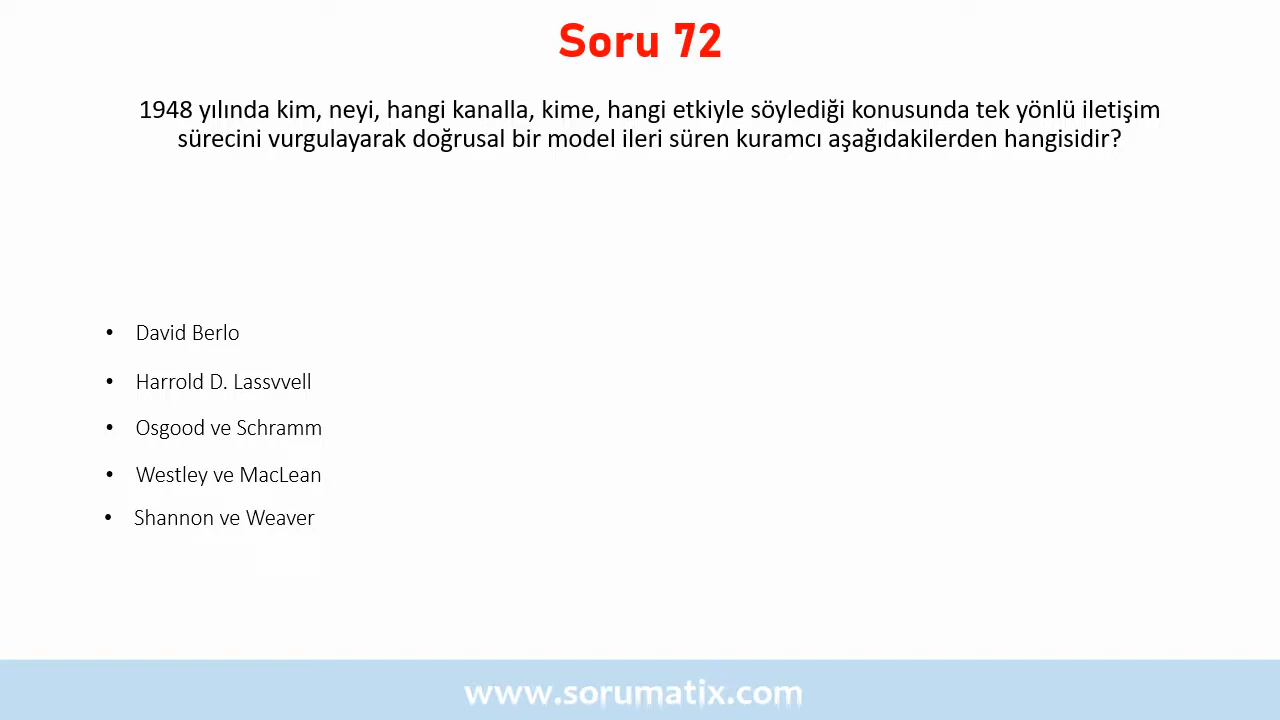 Soru 72
1948 yılında kim, neyi, hangi kanalla, kime, hangi etkiyle söylediği konusunda tek yönlü iletişim
sürecini vurgulayarak doğrusal bir model ileri süren kuramcı aşağıdakilerden hangisidir?
• David Berlo
• Harrold D. Lassvvell
• Osgood ve Schramm
• Westley ve MacLean
• Shannon ve Weaver
www.sorumatix.com